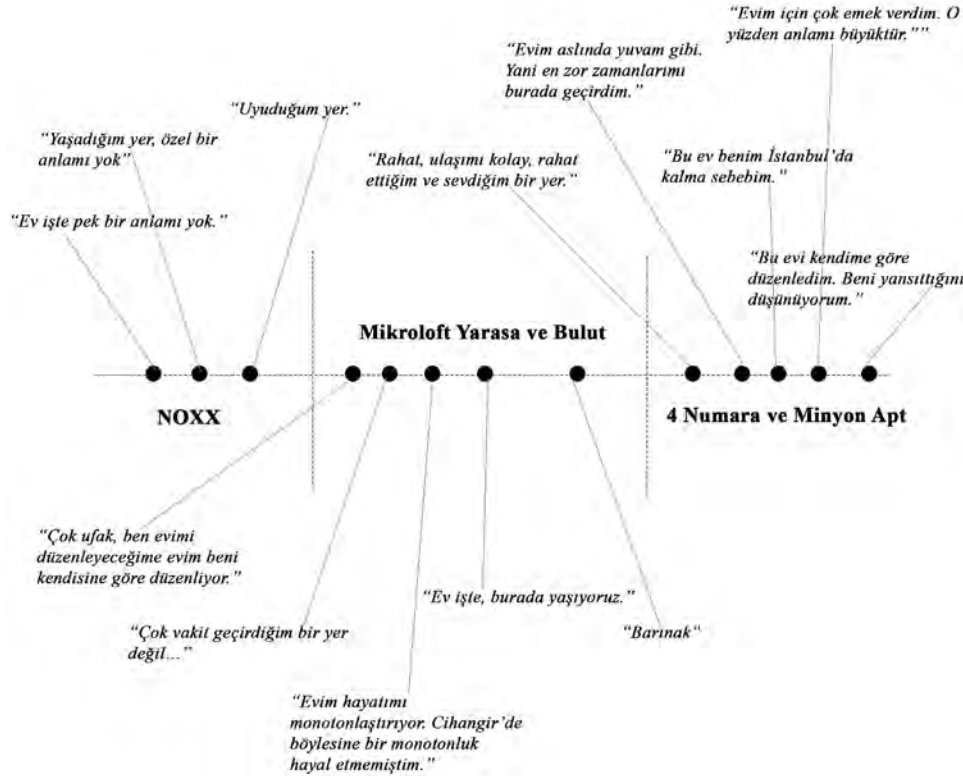 “Evim için çok emek verdim. O
yüzden anlamı büyüktür.””
“Evim aslında yuvam gibi.
Yani en zor zamanlarımı
burada geçirdim.”
“Uyuduğum yer.”
“Yaşadığım yer, özel bir
anlamı yok”
“Rahat, ulaşımı kolay, rahat
ettiğim ve sevdiğim bir yer.”
“Bu ev benim İstanbul’da
kalma sebebim.”
“Ev işte pek bir anlamı yok.”
“Bu evi kendime göre
düzenledim. Beni yansıttığını
düşünüyorum.”
Mikroloft Yarasa ve Bulut
NOXX
4 Numara ve Minyon Apt
“Çok ufak, ben evimi
düzenleyeceğime evim beni
kendisine göre düzenliyor.”
“Ev işte, burada yaşıyoruz.”
“Çok vakit geçirdiğim bir yer
değil…”
“Barınak“
“Evim hayatımı
monotonlaştırıyor. Cihangir’de
böylesine bir monotonluk
hayal etmemiştim.”